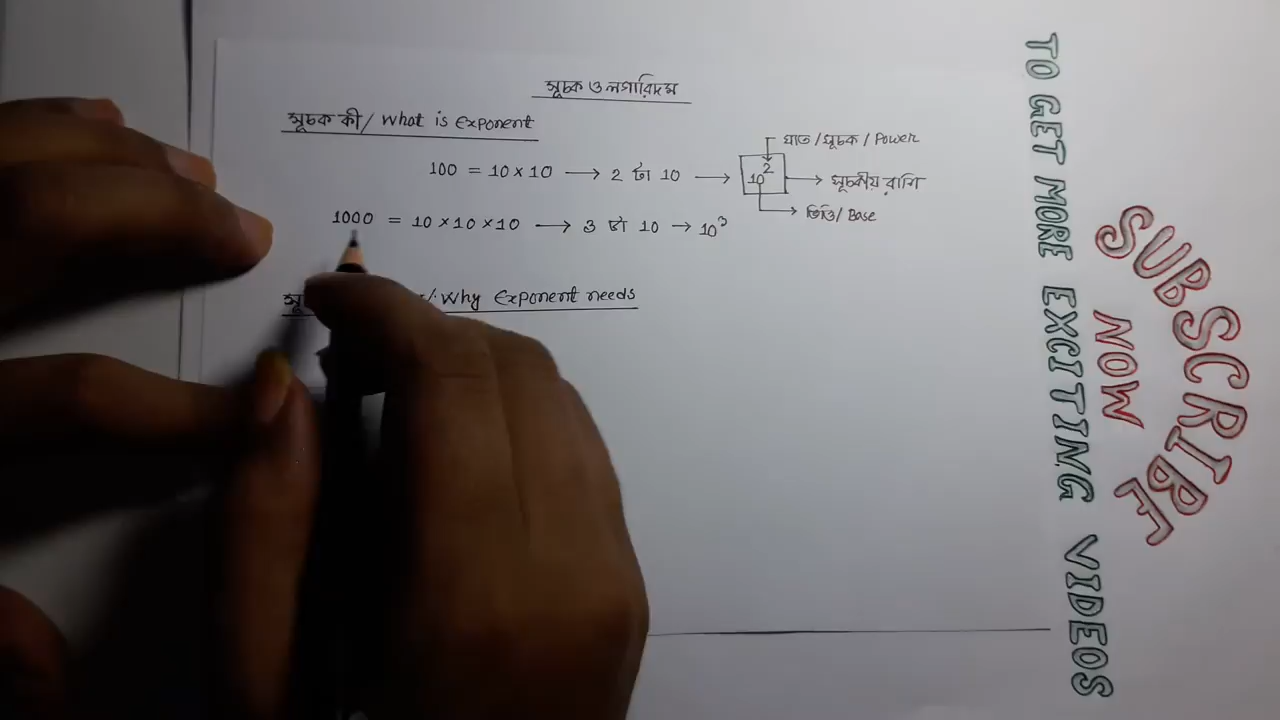 সূচক ও লগারিদম
সূচক কী / What is Exponent
100 = 10 × 10 → 2 টা 10 → 10²
ঘাত / সূচক / Power
সূচকীয় রাশি
ভিত্তি / Base
1000 = 10 × 10 × 10 → 3 টা 10 → 10³
/ Why Exponent needs
TO GET MORE EXCITING VIDEOS
SUBSCRIBE
NOW